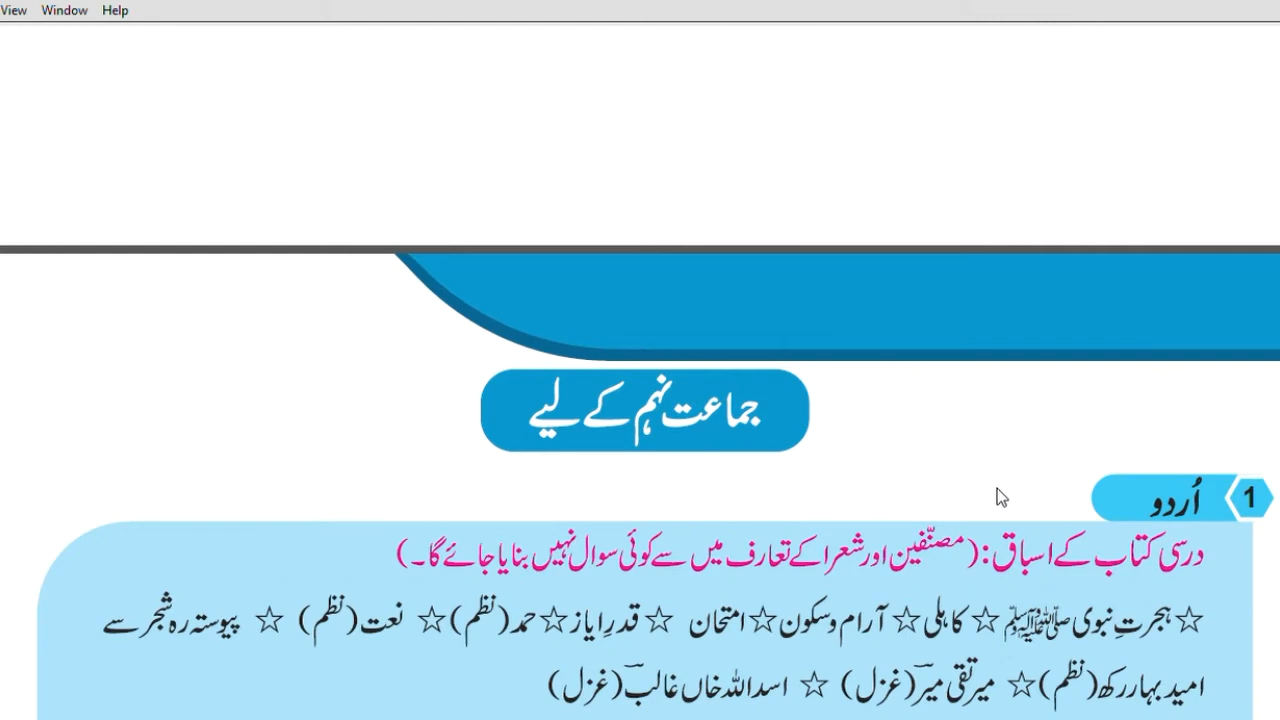 View Window Help
جماعت نہم کے لیے
1 اُردو
درسی کتاب کے اسباق: (مصنّفین اور شعرا کے تعارف میں سے کوئی سوال نہیں بنایا جائے گا۔)
☆ ہجرتِ نبوی ﷺ ☆ کاہلی ☆ آرام و سکون ☆ امتحان ☆ قدرِ ایاز ☆ حمد (نظم) ☆ نعت (نظم) ☆ پیوستہ رہ شجر سے
امید بہار رکھ (نظم) ☆ میر تقی میرؔ (غزل) ☆ اسد اللہ خاں غالبؔ (غزل)